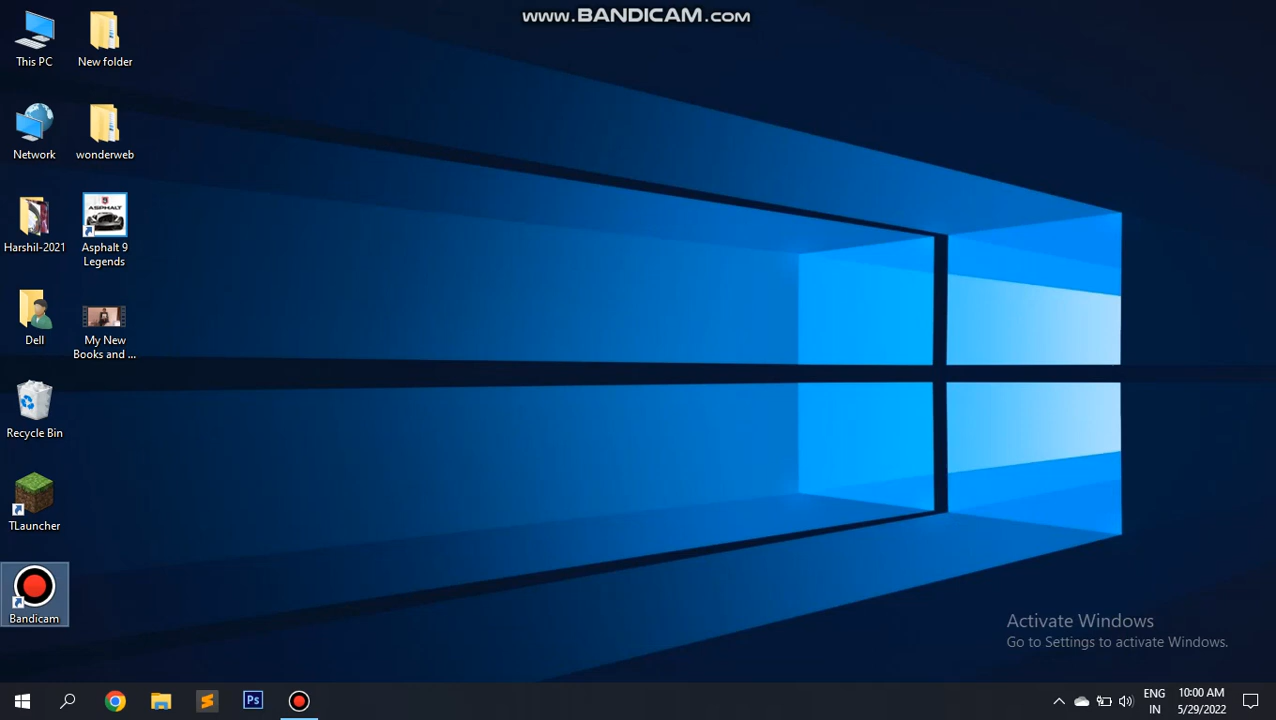 www.BANDICAM.com
This PC
New folder
Network
wonderweb
Harshil-2021
ASPHALT
Asphalt 9
Legends
Dell
My New
Books and ...
Recycle Bin
TLauncher
Bandicam
Activate Windows
Go to Settings to activate Windows.
Ps
ENG
IN
10:00 AM
5/29/2022